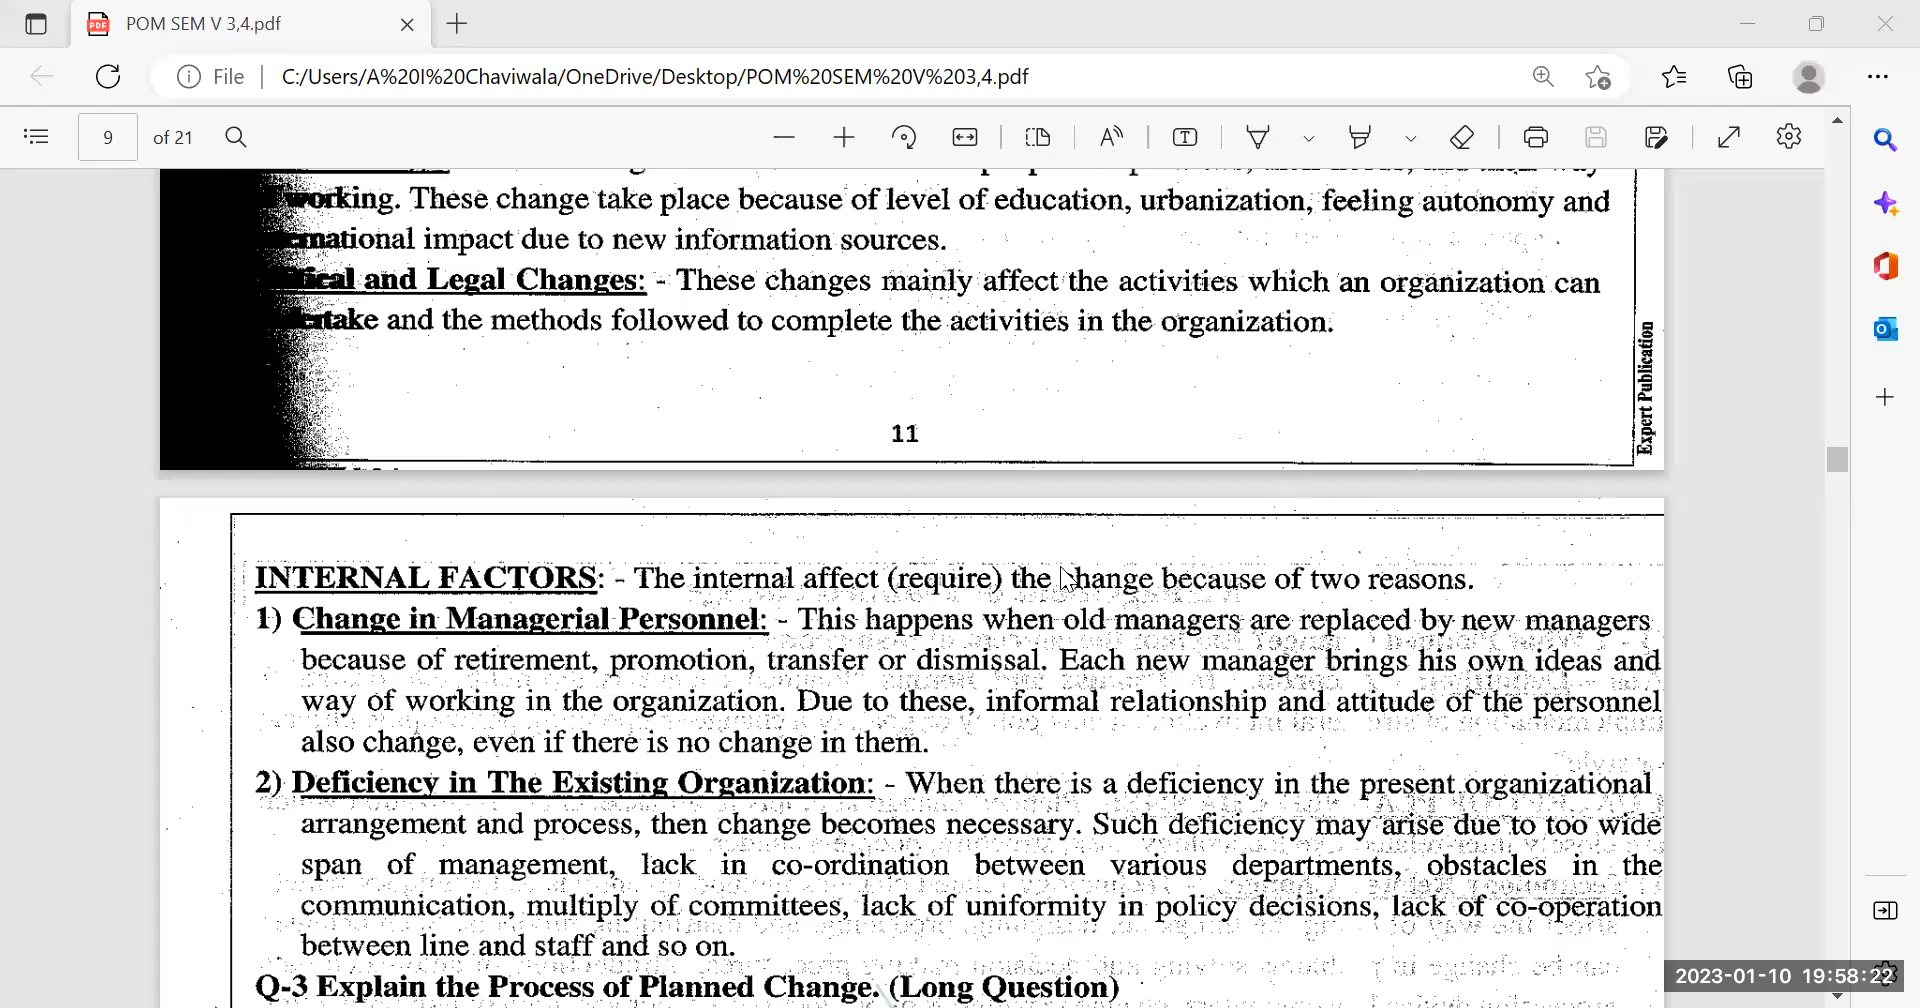 POM SEM V 3,4.pdf
File
C:/Users/A%20I%20Chaviwala/OneDrive/Desktop/POM%20SEM%20V%203,4.pdf
9 of 21
working. These change take place because of level of education, urbanization, feeling autonomy and
impact due to new information sources.
and Legal Changes: - These changes mainly affect the activities which an organization can
and the methods followed to complete the activities in the organization.
11
Expert Publication
INTERNAL FACTORS: - The internal affect (require) the change because of two reasons.
1) Change in Managerial Personnel: - This happens when old managers are replaced by new managers
because of retirement, promotion, transfer or dismissal. Each new manager brings his own ideas and
way of working in the organization. Due to these, informal relationship and attitude of the personnel
also change, even if there is no change in them.
2) Deficiency in The Existing Organization: - When there is a deficiency in the present organizational
arrangement and process, then change becomes necessary. Such deficiency may arise due to too wide
span of management, lack in co-ordination between various departments, obstacles in the
communication, multiply of committees, lack of uniformity in policy decisions, lack of co-operation
between line and staff and so on.
Q-3 Explain the Process of Planned Change. (Long Question)
2023-01-10 19:58:22